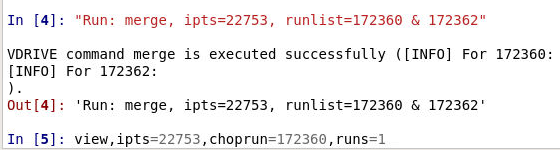 In [4]: "Run: merge, ipts=22753, runlist=172360 & 172362"
VDRIVE command merge is executed successfully ([INFO] For 172360:
[INFO] For 172362:
).
Out[4]: 'Run: merge, ipts=22753, runlist=172360 & 172362'
In [5]: view,ipts=22753,choprun=172360,runs=1